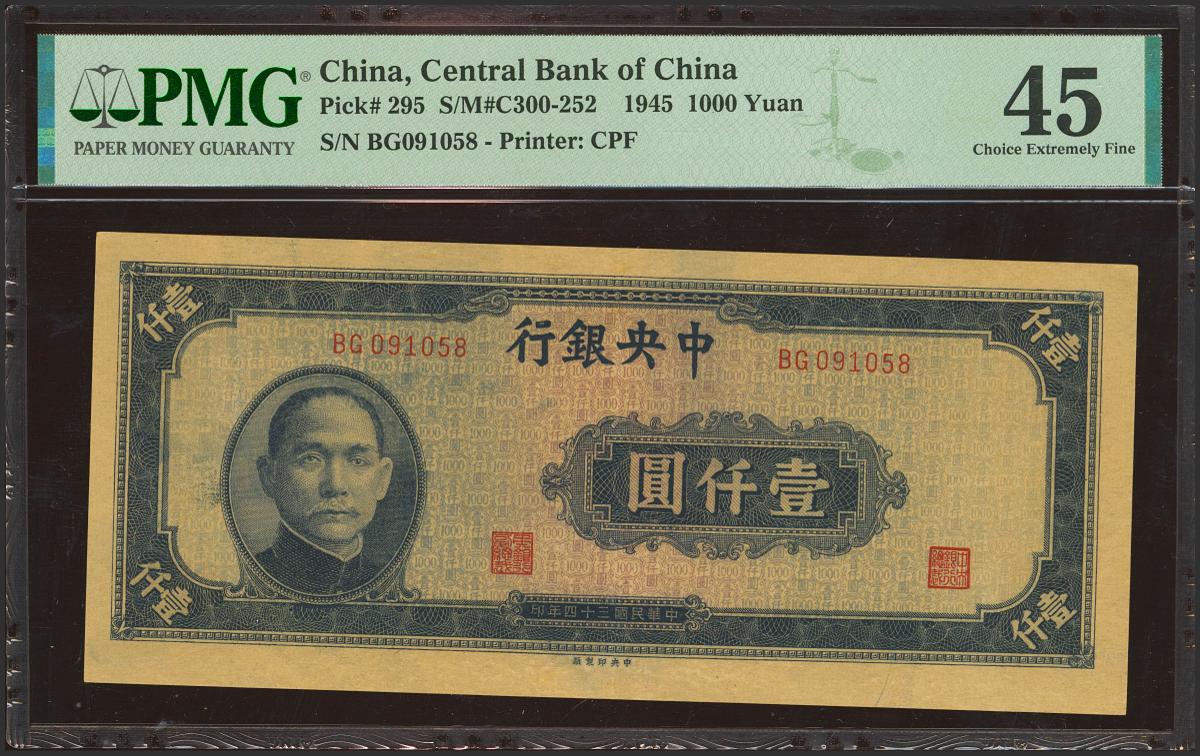 PMG®
PAPER MONEY GUARANTY
China, Central Bank of China
Pick# 295 S/M#C300-252 1945 1000 Yuan
S/N BG091058 - Printer: CPF
45
Choice Extremely Fine
壹仟
壹仟
中央銀行
BG 091058
BG 091058
壹仟圓
壹仟
壹仟
中華民國三十四年印
中央印製廠